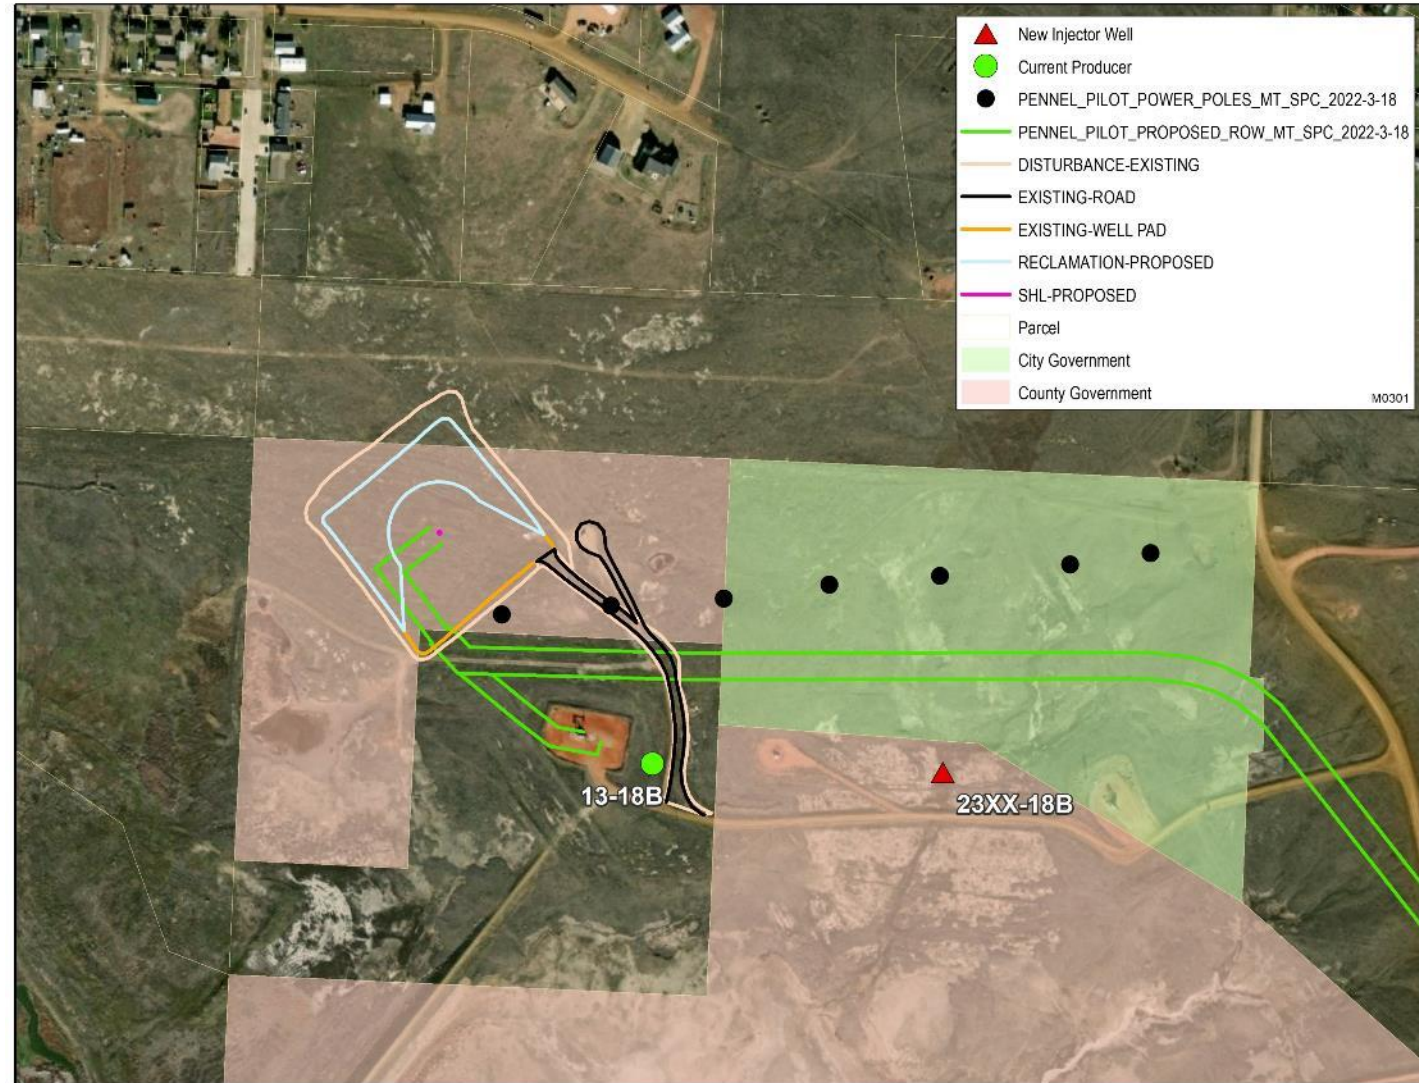 New Injector Well
Current Producer
PENNEL_PILOT_POWER_POLES_MT_SPC_2022-3-18
PENNEL_PILOT_PROPOSED_ROW_MT_SPC_2022-3-18
DISTURBANCE-EXISTING
EXISTING-ROAD
EXISTING-WELL PAD
RECLAMATION-PROPOSED
SHL-PROPOSED
Parcel
City Government
County Government
M0301
13-18B
23XX-18B